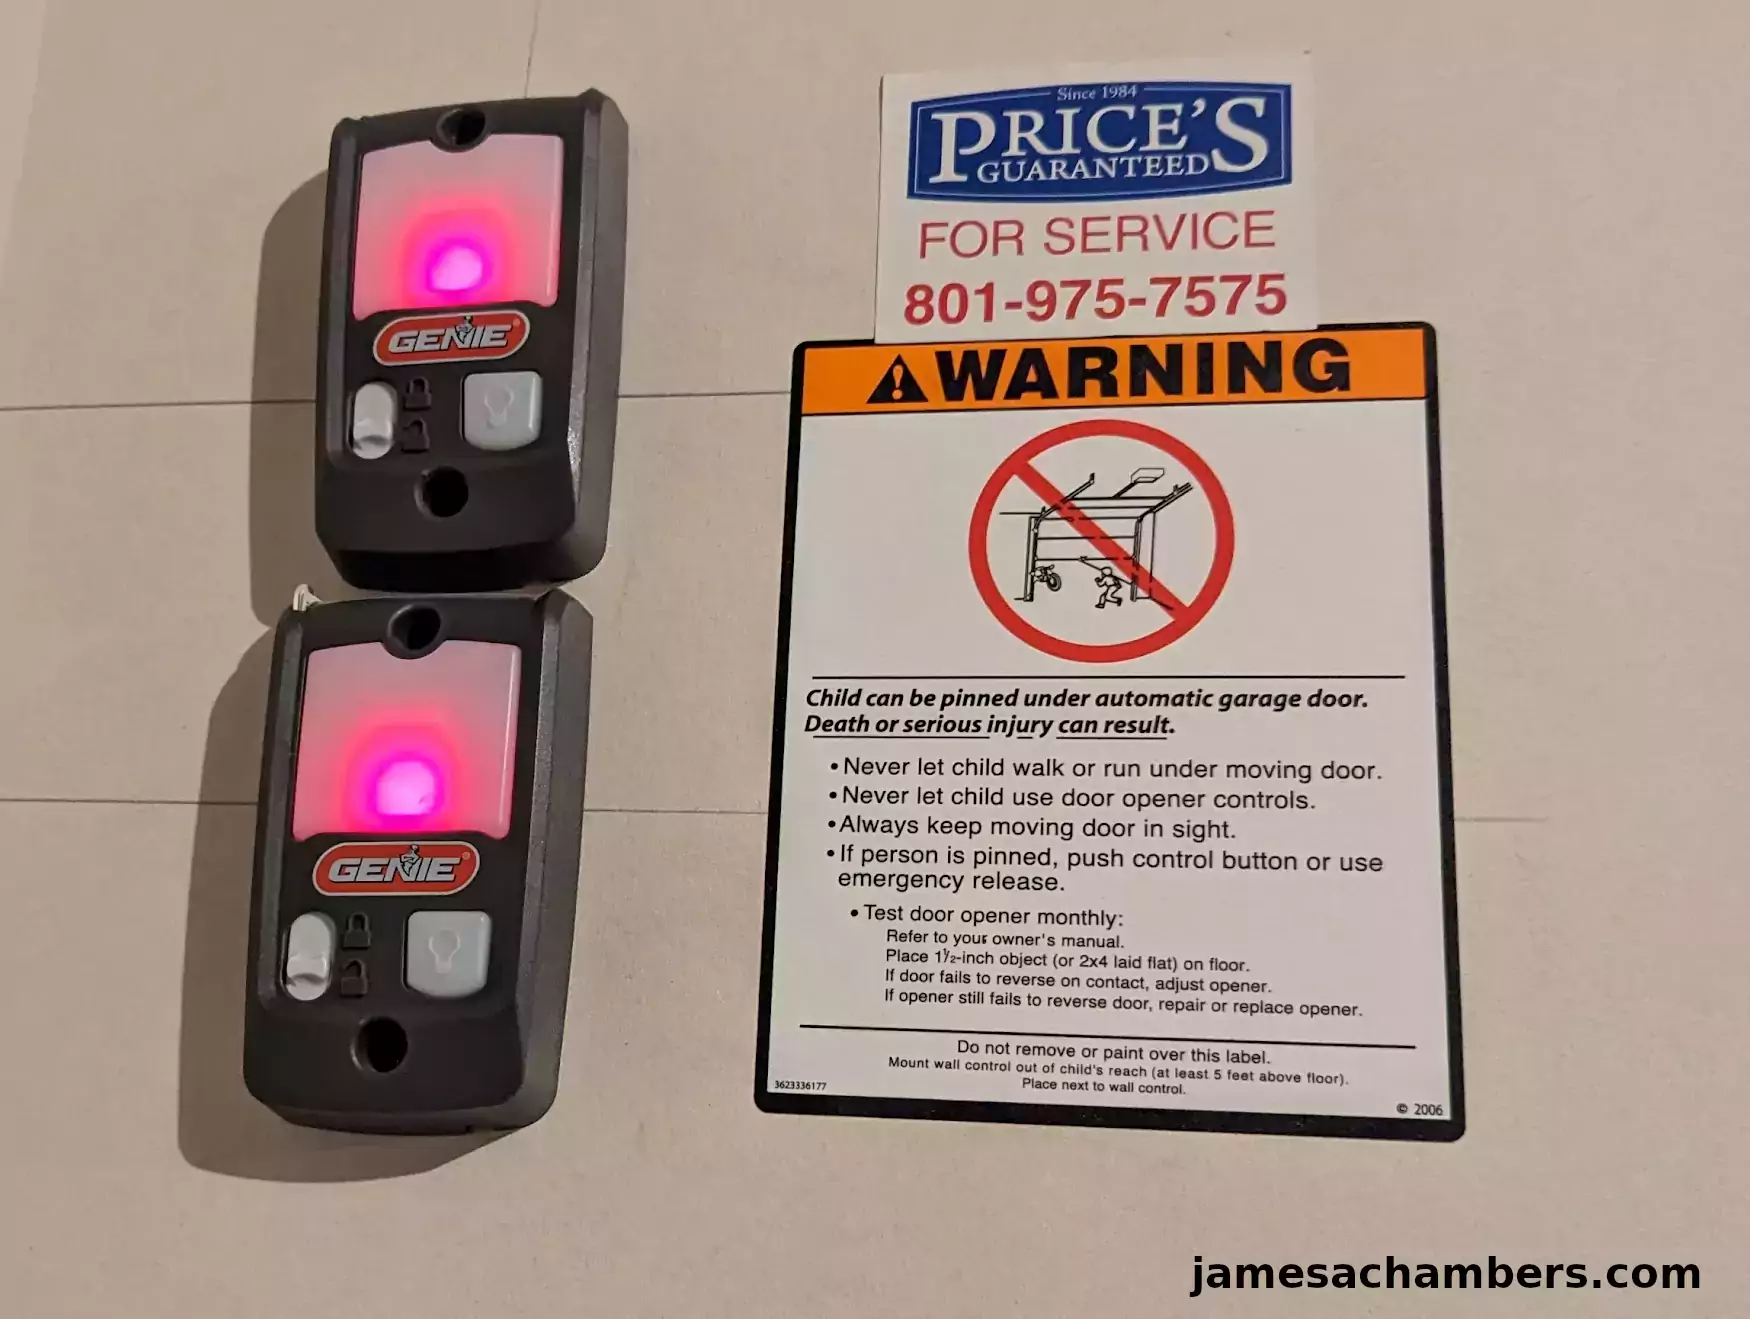 GENIE®
GENIE®
Since 1984
PRICE'S
GUARANTEED
FOR SERVICE
801-975-7575
WARNING
Child can be pinned under automatic garage door.
Death or serious injury can result.
•Never let child walk or run under moving door.
•Never let child use door opener controls.
•Always keep moving door in sight.
•If person is pinned, push control button or use
emergency release.
• Test door opener monthly:
Refer to your owner's manual.
Place 1½-inch object (or 2x4 laid flat) on floor.
If door fails to reverse on contact, adjust opener.
If opener still fails to reverse door, repair or replace opener.
Do not remove or paint over this label.
Mount wall control out of child's reach (at least 5 feet above floor).
Place next to wall control.
3623336177
© 2006
jamesachambers.com